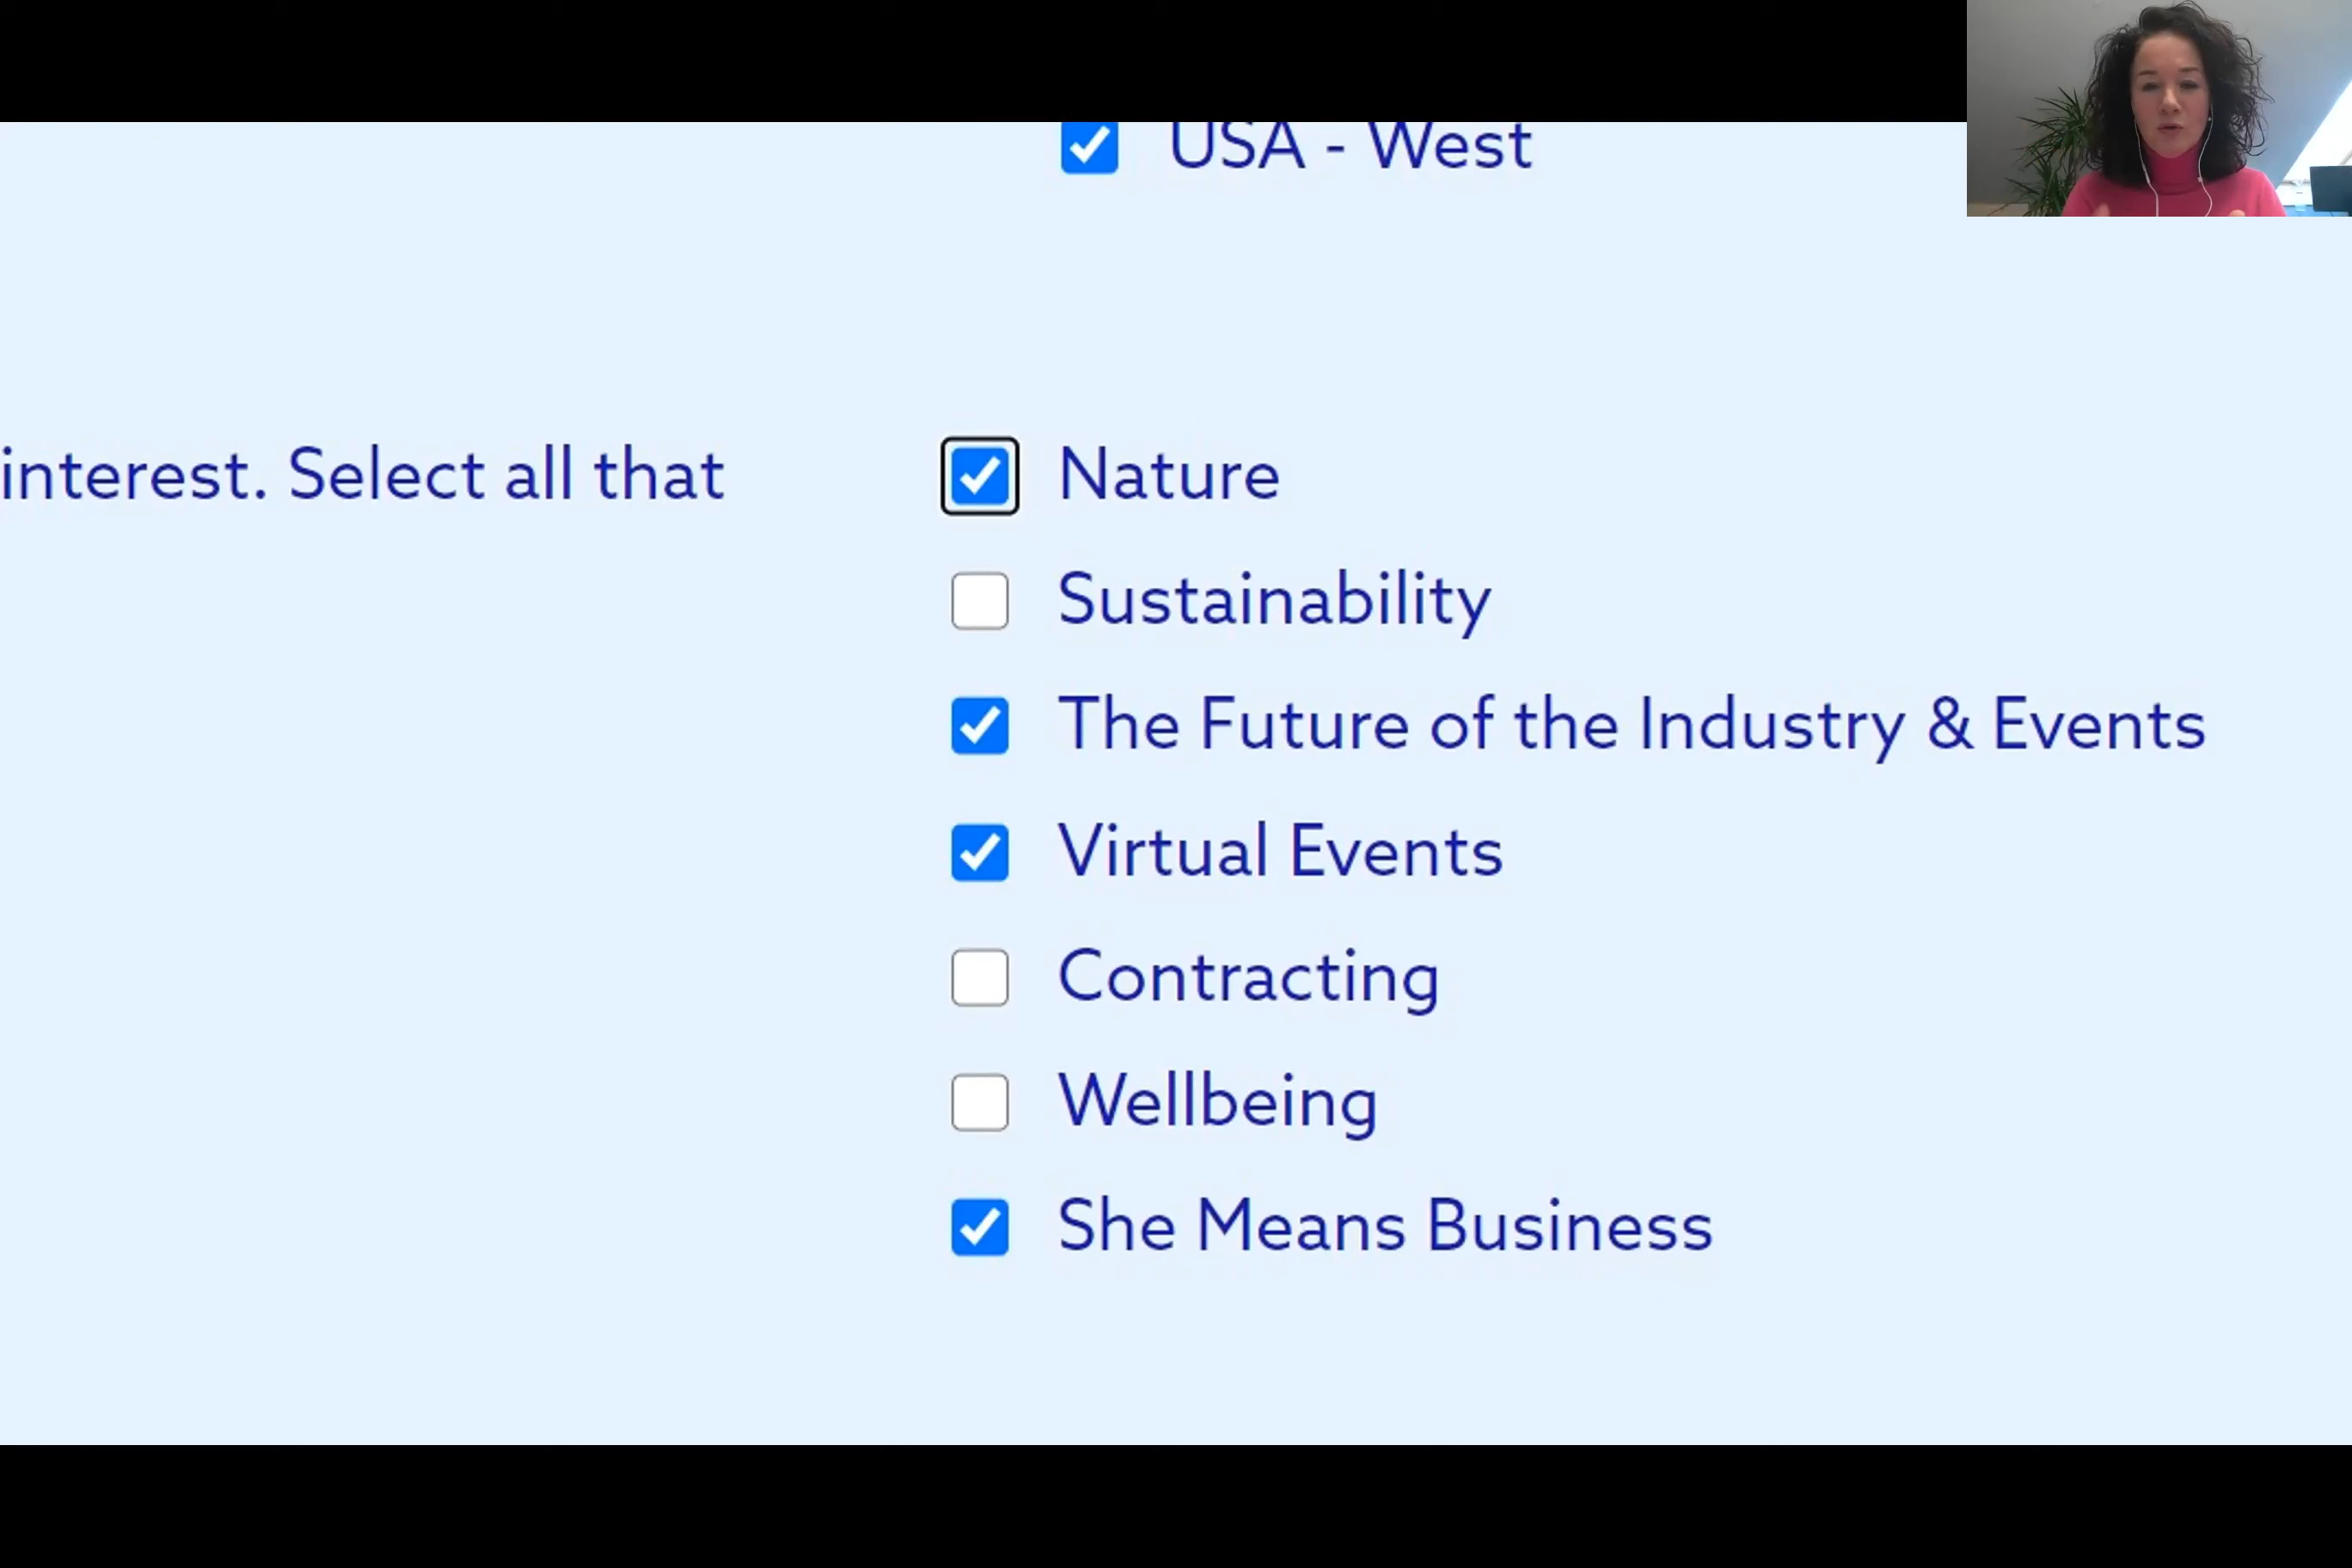 USA - West
interest. Select all that
Nature
Sustainability
The Future of the Industry & Events
Virtual Events
Contracting
Wellbeing
She Means Business